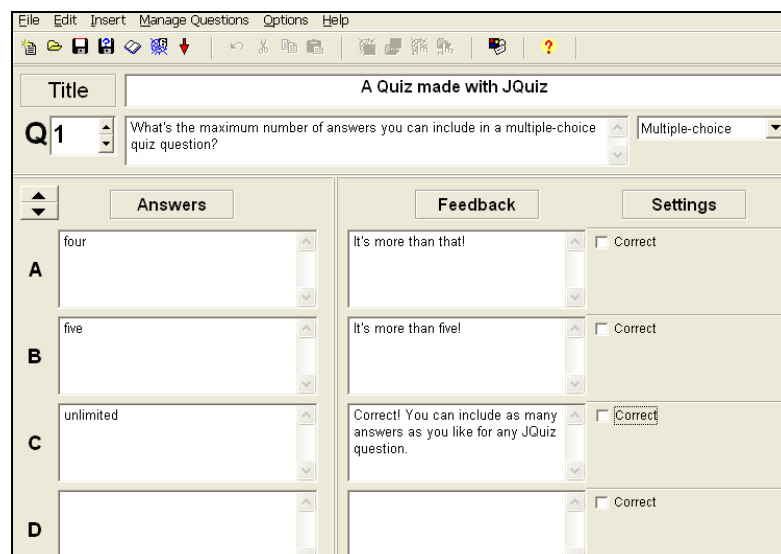 File Edit Insert Manage Questions Options Help
?
Title A Quiz made with JQuiz
Q 1 What's the maximum number of answers you can include in a multiple-choice Multiple-choice
quiz question?
Answers Feedback Settings
A four It's more than that! Correct
B five It's more than five! Correct
C unlimited Correct! You can include as many Correct
answers as you like for any JQuiz
question.
D Correct